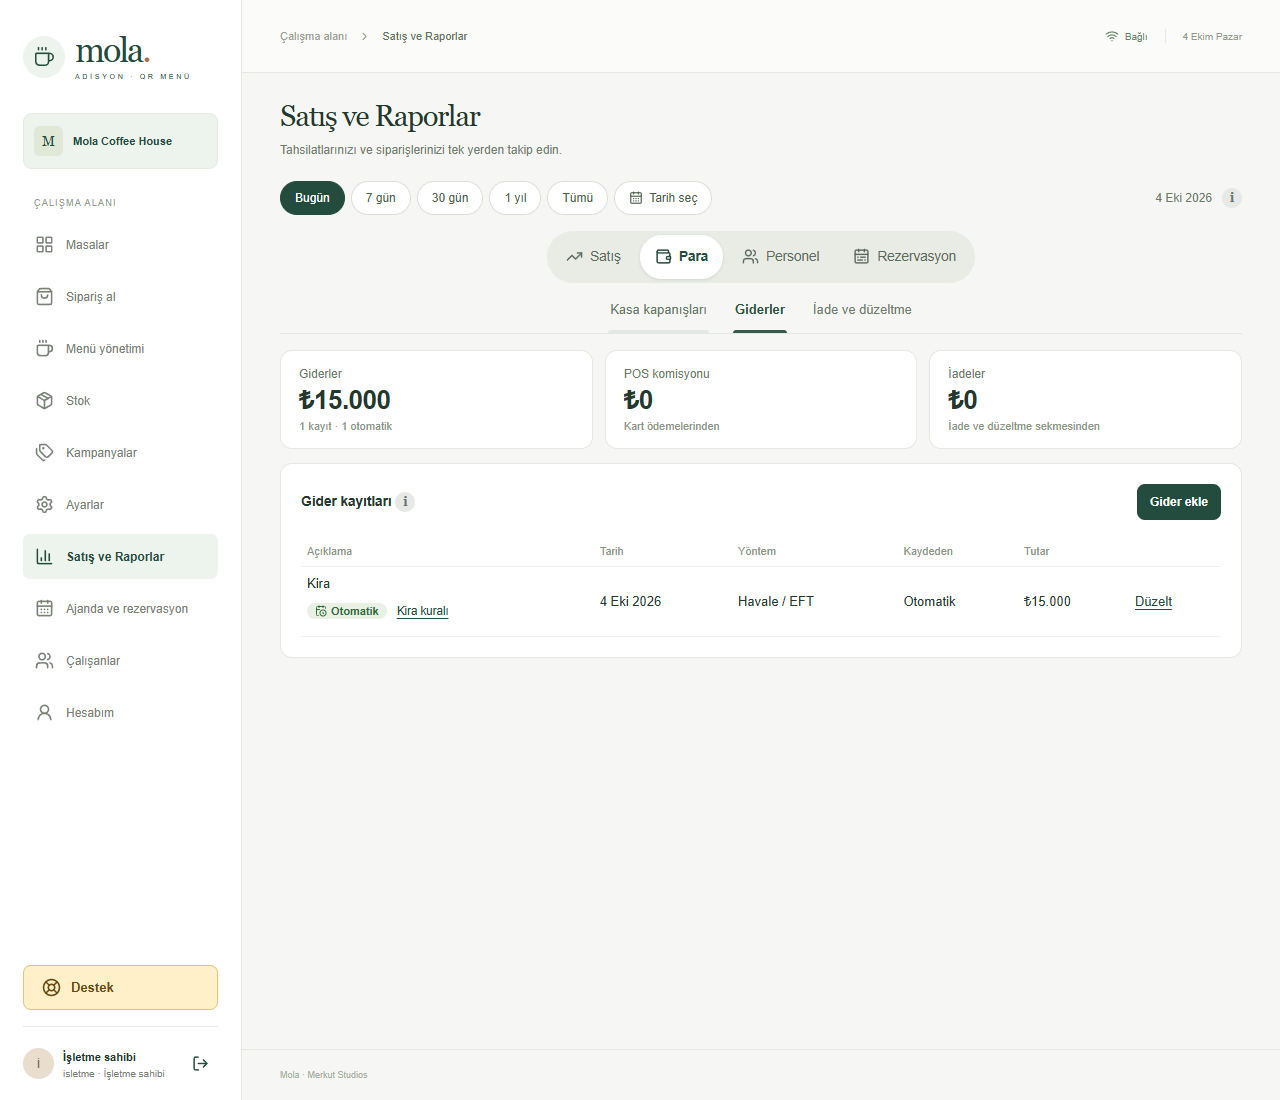 mola.
ADİSYON · QR MENÜ
M Mola Coffee House
ÇALIŞMA ALANI
Masalar
Sipariş al
Menü yönetimi
Stok
Kampanyalar
Ayarlar
Satış ve Raporlar
Ajanda ve rezervasyon
Çalışanlar
Hesabım
Destek
i İşletme sahibi
isletme · İşletme sahibi
Çalışma alanı > Satış ve Raporlar
Bağlı 4 Ekim Pazar
Satış ve Raporlar
Tahsilatlarınızı ve siparişlerinizi tek yerden takip edin.
Bugün 7 gün 30 gün 1 yıl Tümü Tarih seç 4 Eki 2026 i
Satış Para Personel Rezervasyon
Kasa kapanışları Giderler İade ve düzeltme
Giderler
₺15.000
1 kayıt · 1 otomatik
POS komisyonu
₺0
Kart ödemelerinden
İadeler
₺0
İade ve düzeltme sekmesinden
Gider kayıtları i Gider ekle
Açıklama Tarih Yöntem Kaydeden Tutar
Kira
Otomatik Kira kuralı 4 Eki 2026 Havale / EFT Otomatik ₺15.000 Düzelt
Mola · Merkut Studios